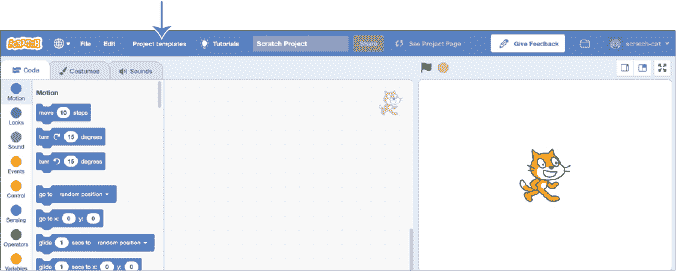 SCRATCH File Edit Project templates Tutorials Scratch Project Share See Project Page Give Feedback scratch-cat
Code Costumes Sounds
Motion
Looks
Sound
Events
Control
Sensing
Operators
Variables
Motion
move 10 steps
turn 15 degrees
turn 15 degrees
go to random position
go to x: 0 y: 0
glide 1 secs to random position
glide 1 secs to x: 0 y: 0